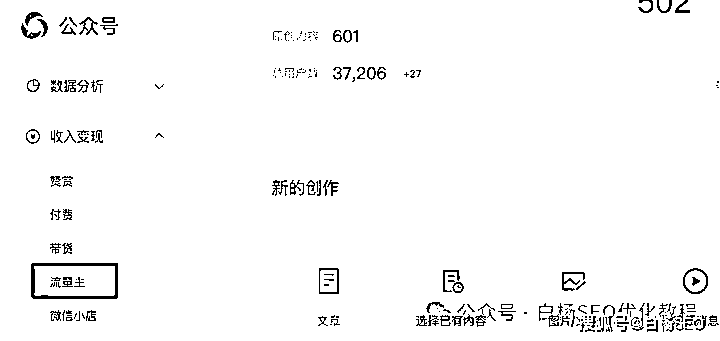 公众号
502
原创内容 601
总用户数 37,206 +27
数据分析
收入变现
赞赏
付费
带货
流量主
微信小店
新的创作
文章
选择已有内容
公众号 · 白杨SEO优化教程
搜狐号@白杨SEO